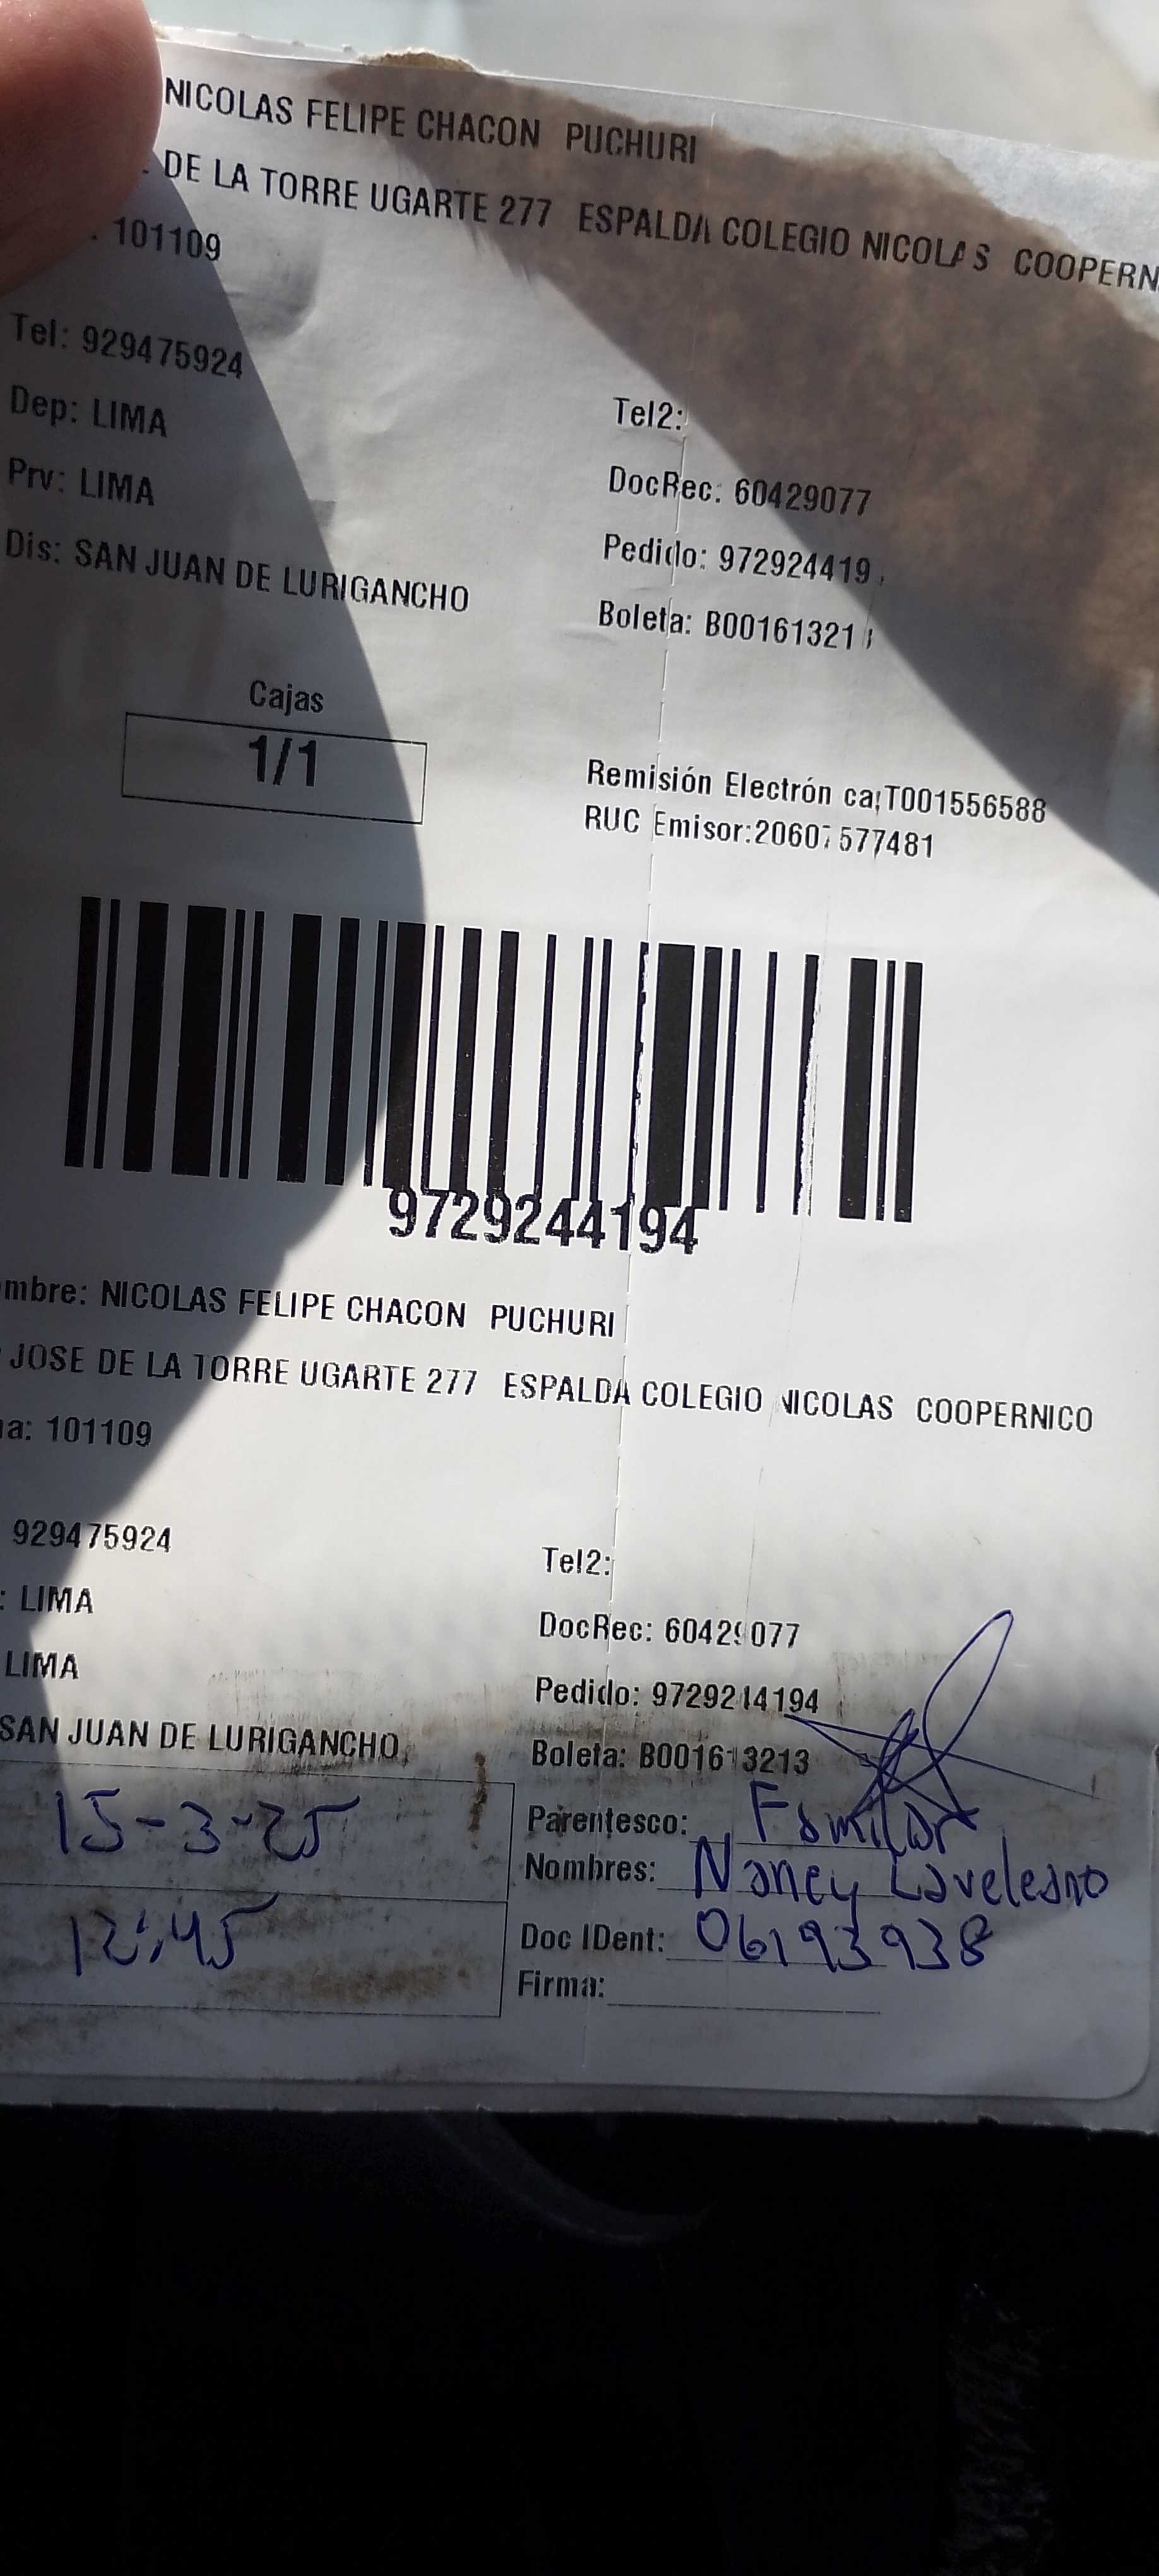 NICOLAS FELIPE CHACON PUCHURI
DE LA TORRE UGARTE 277 ESPALDA COLEGIO NICOLAS COOPERN
101109
Tel: 929475924
Tel2:
Dep: LIMA
DocRec: 60429077
Prv: LIMA
Pedido: 972924419
Dis: SAN JUAN DE LURIGANCHO
Boleta: B00161321
Cajas
1/1
Remisión Electrón ca:T001556588
RUC Emisor:20607577481
9729244194
mbre: NICOLAS FELIPE CHACON PUCHURI
JOSE DE LA TORRE UGARTE 277 ESPALDA COLEGIO NICOLAS COOPERNICO
a: 101109
929475924
Tel2:
: LIMA
DocRec: 60429077
LIMA
Pedido: 9729244194
SAN JUAN DE LURIGANCHO
Boleta: B001613213
15-3-25
Parentesco: Familiar
Nombres: Nancy
12:45
Doc IDent: 06193938
Firma: